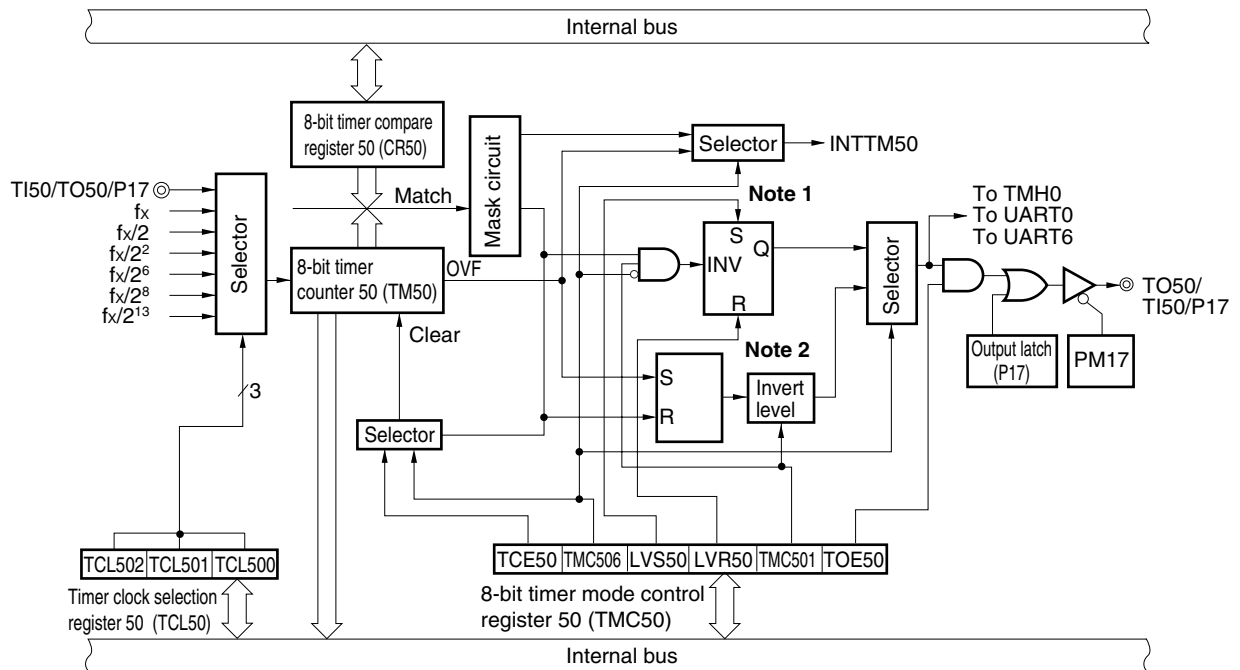 Internal bus
8-bit timer compare
register 50 (CR50)
Mask circuit
Selector
INTTM50
TI50/TO50/P17
fX
fX/2
fX/2²
fX/2⁶
fX/2⁸
fX/2¹³
Selector
Match
Note 1
S
Q
INV
R
To TMH0
To UART0
To UART6
8-bit timer
counter 50 (TM50)
OVF
Clear
Selector
TO50/
TI50/P17
Output latch
(P17)
PM17
Note 2
S
R
Invert
level
3
Selector
TCL502 TCL501 TCL500
Timer clock selection
register 50 (TCL50)
TCE50 TMC506 LVS50 LVR50 TMC501 TOE50
8-bit timer mode control
register 50 (TMC50)
Internal bus